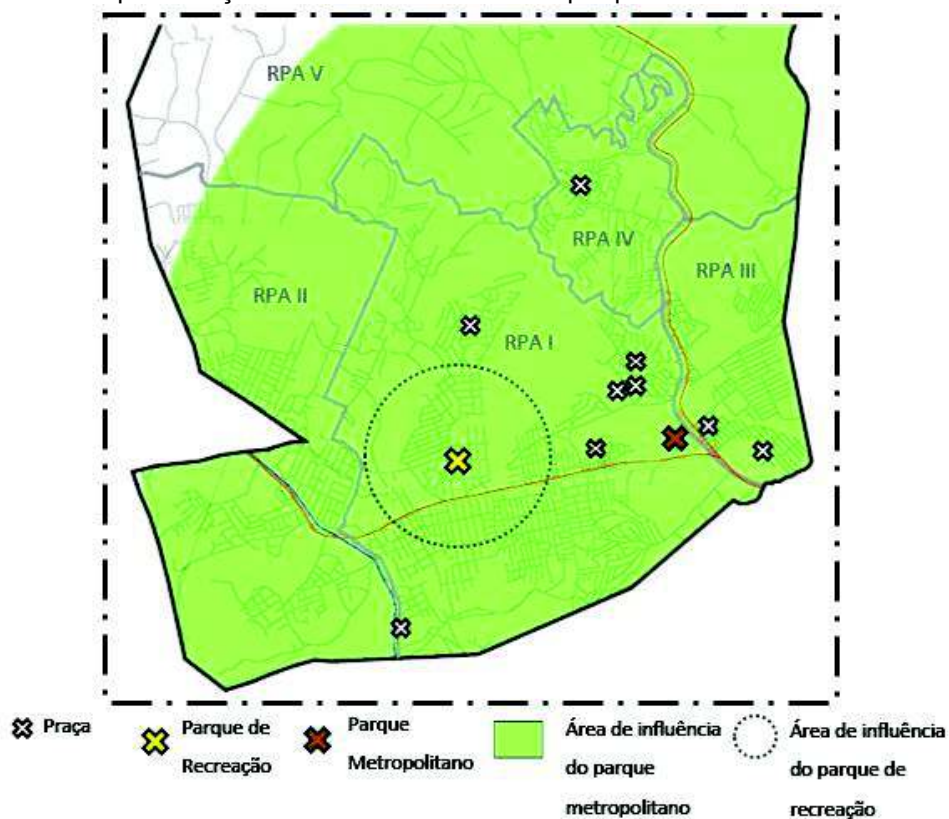 RPA V
RPA IV
RPA III
RPA II
RPA I
Praça
Parque de
Recreação
Parque
Metropolitano
Área de influência
do parque
metropolitano
Área de influência
do parque de
recreação